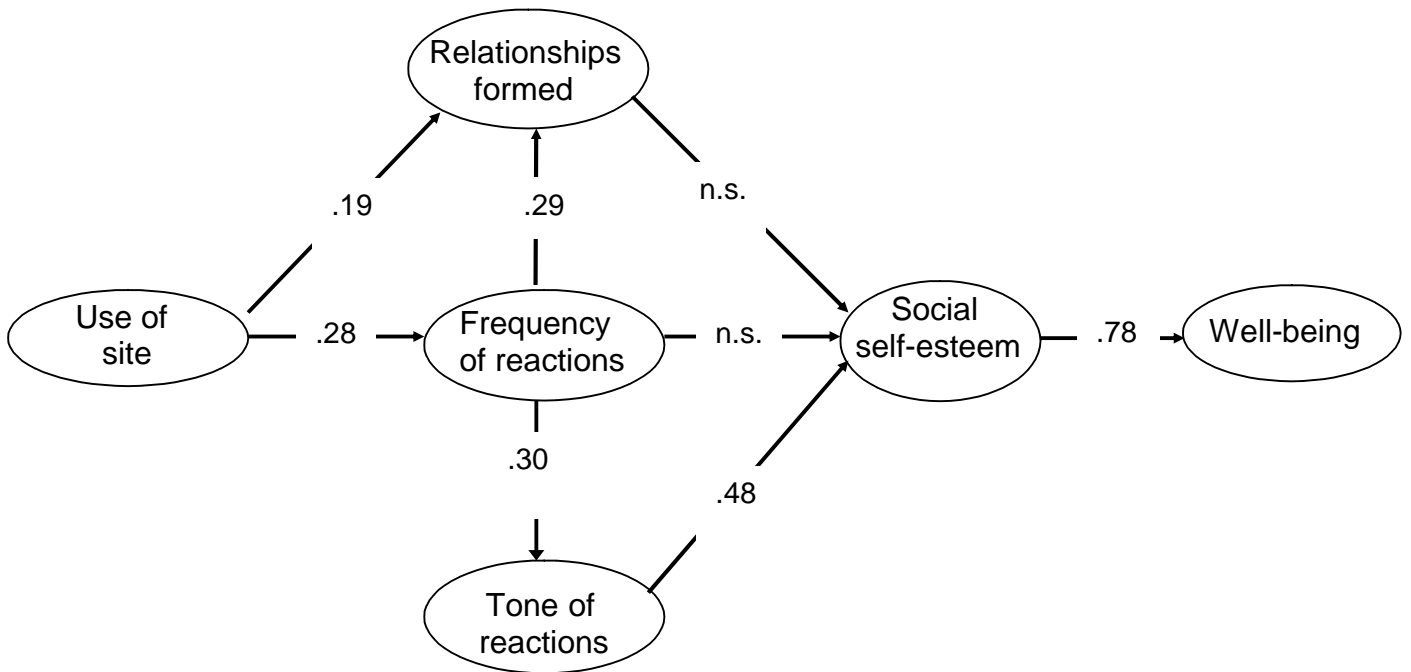 Relationships
formed
.19
.29
n.s.
Use of
site
.28
Frequency
of reactions
n.s.
Social
self-esteem
.78
Well-being
.30
.48
Tone of
reactions